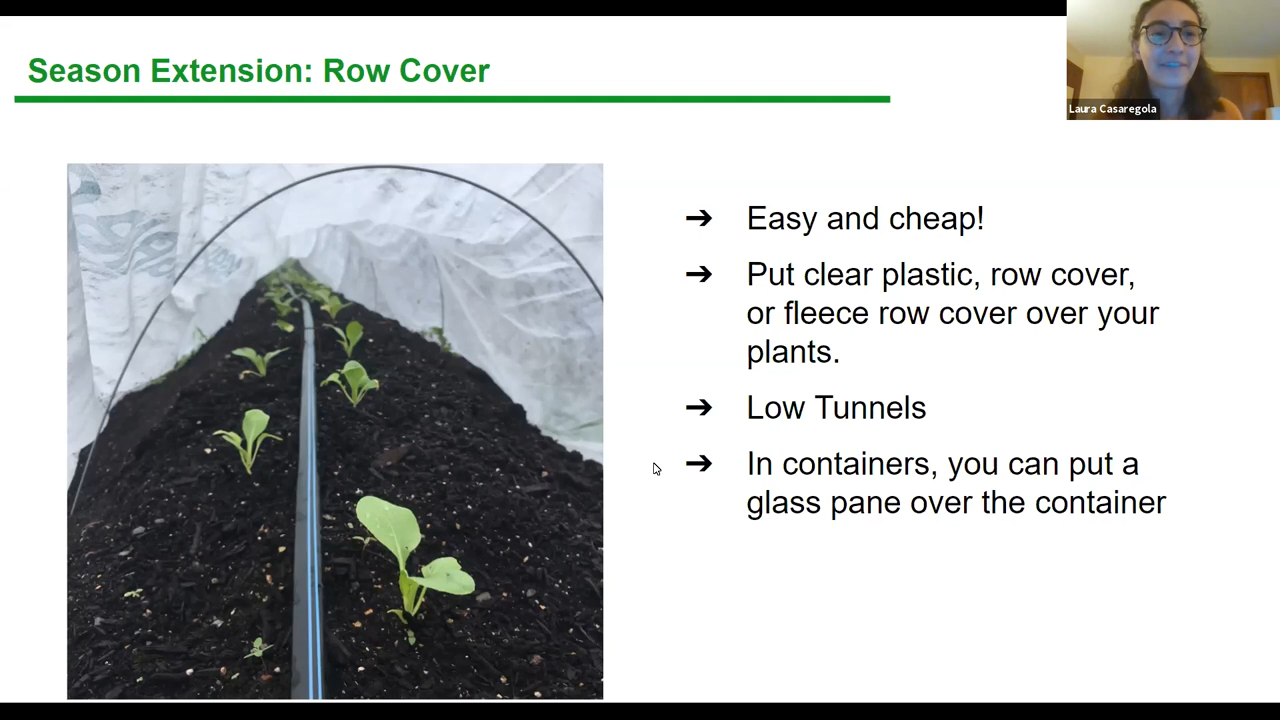 Season Extension: Row Cover
Laura Casaregola
➔ Easy and cheap!
➔ Put clear plastic, row cover,
or fleece row cover over your
plants.
➔ Low Tunnels
➔ In containers, you can put a
glass pane over the container